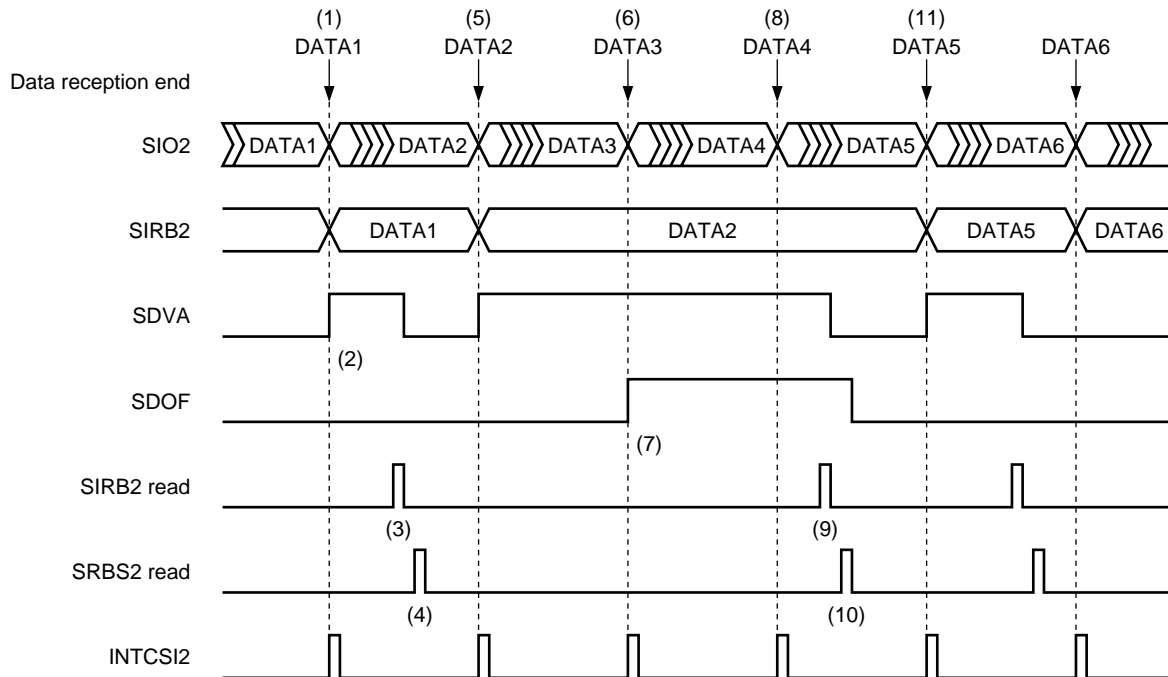 (1) (5) (6) (8) (11)
DATA1 DATA2 DATA3 DATA4 DATA5 DATA6
Data reception end
SIO2 DATA1 DATA2 DATA3 DATA4 DATA5 DATA6
SIRB2 DATA1 DATA2 DATA5 DATA6
SDVA
(2)
SDOF
(7)
SIRB2 read
(3) (9)
SRBS2 read
(4) (10)
INTCSI2